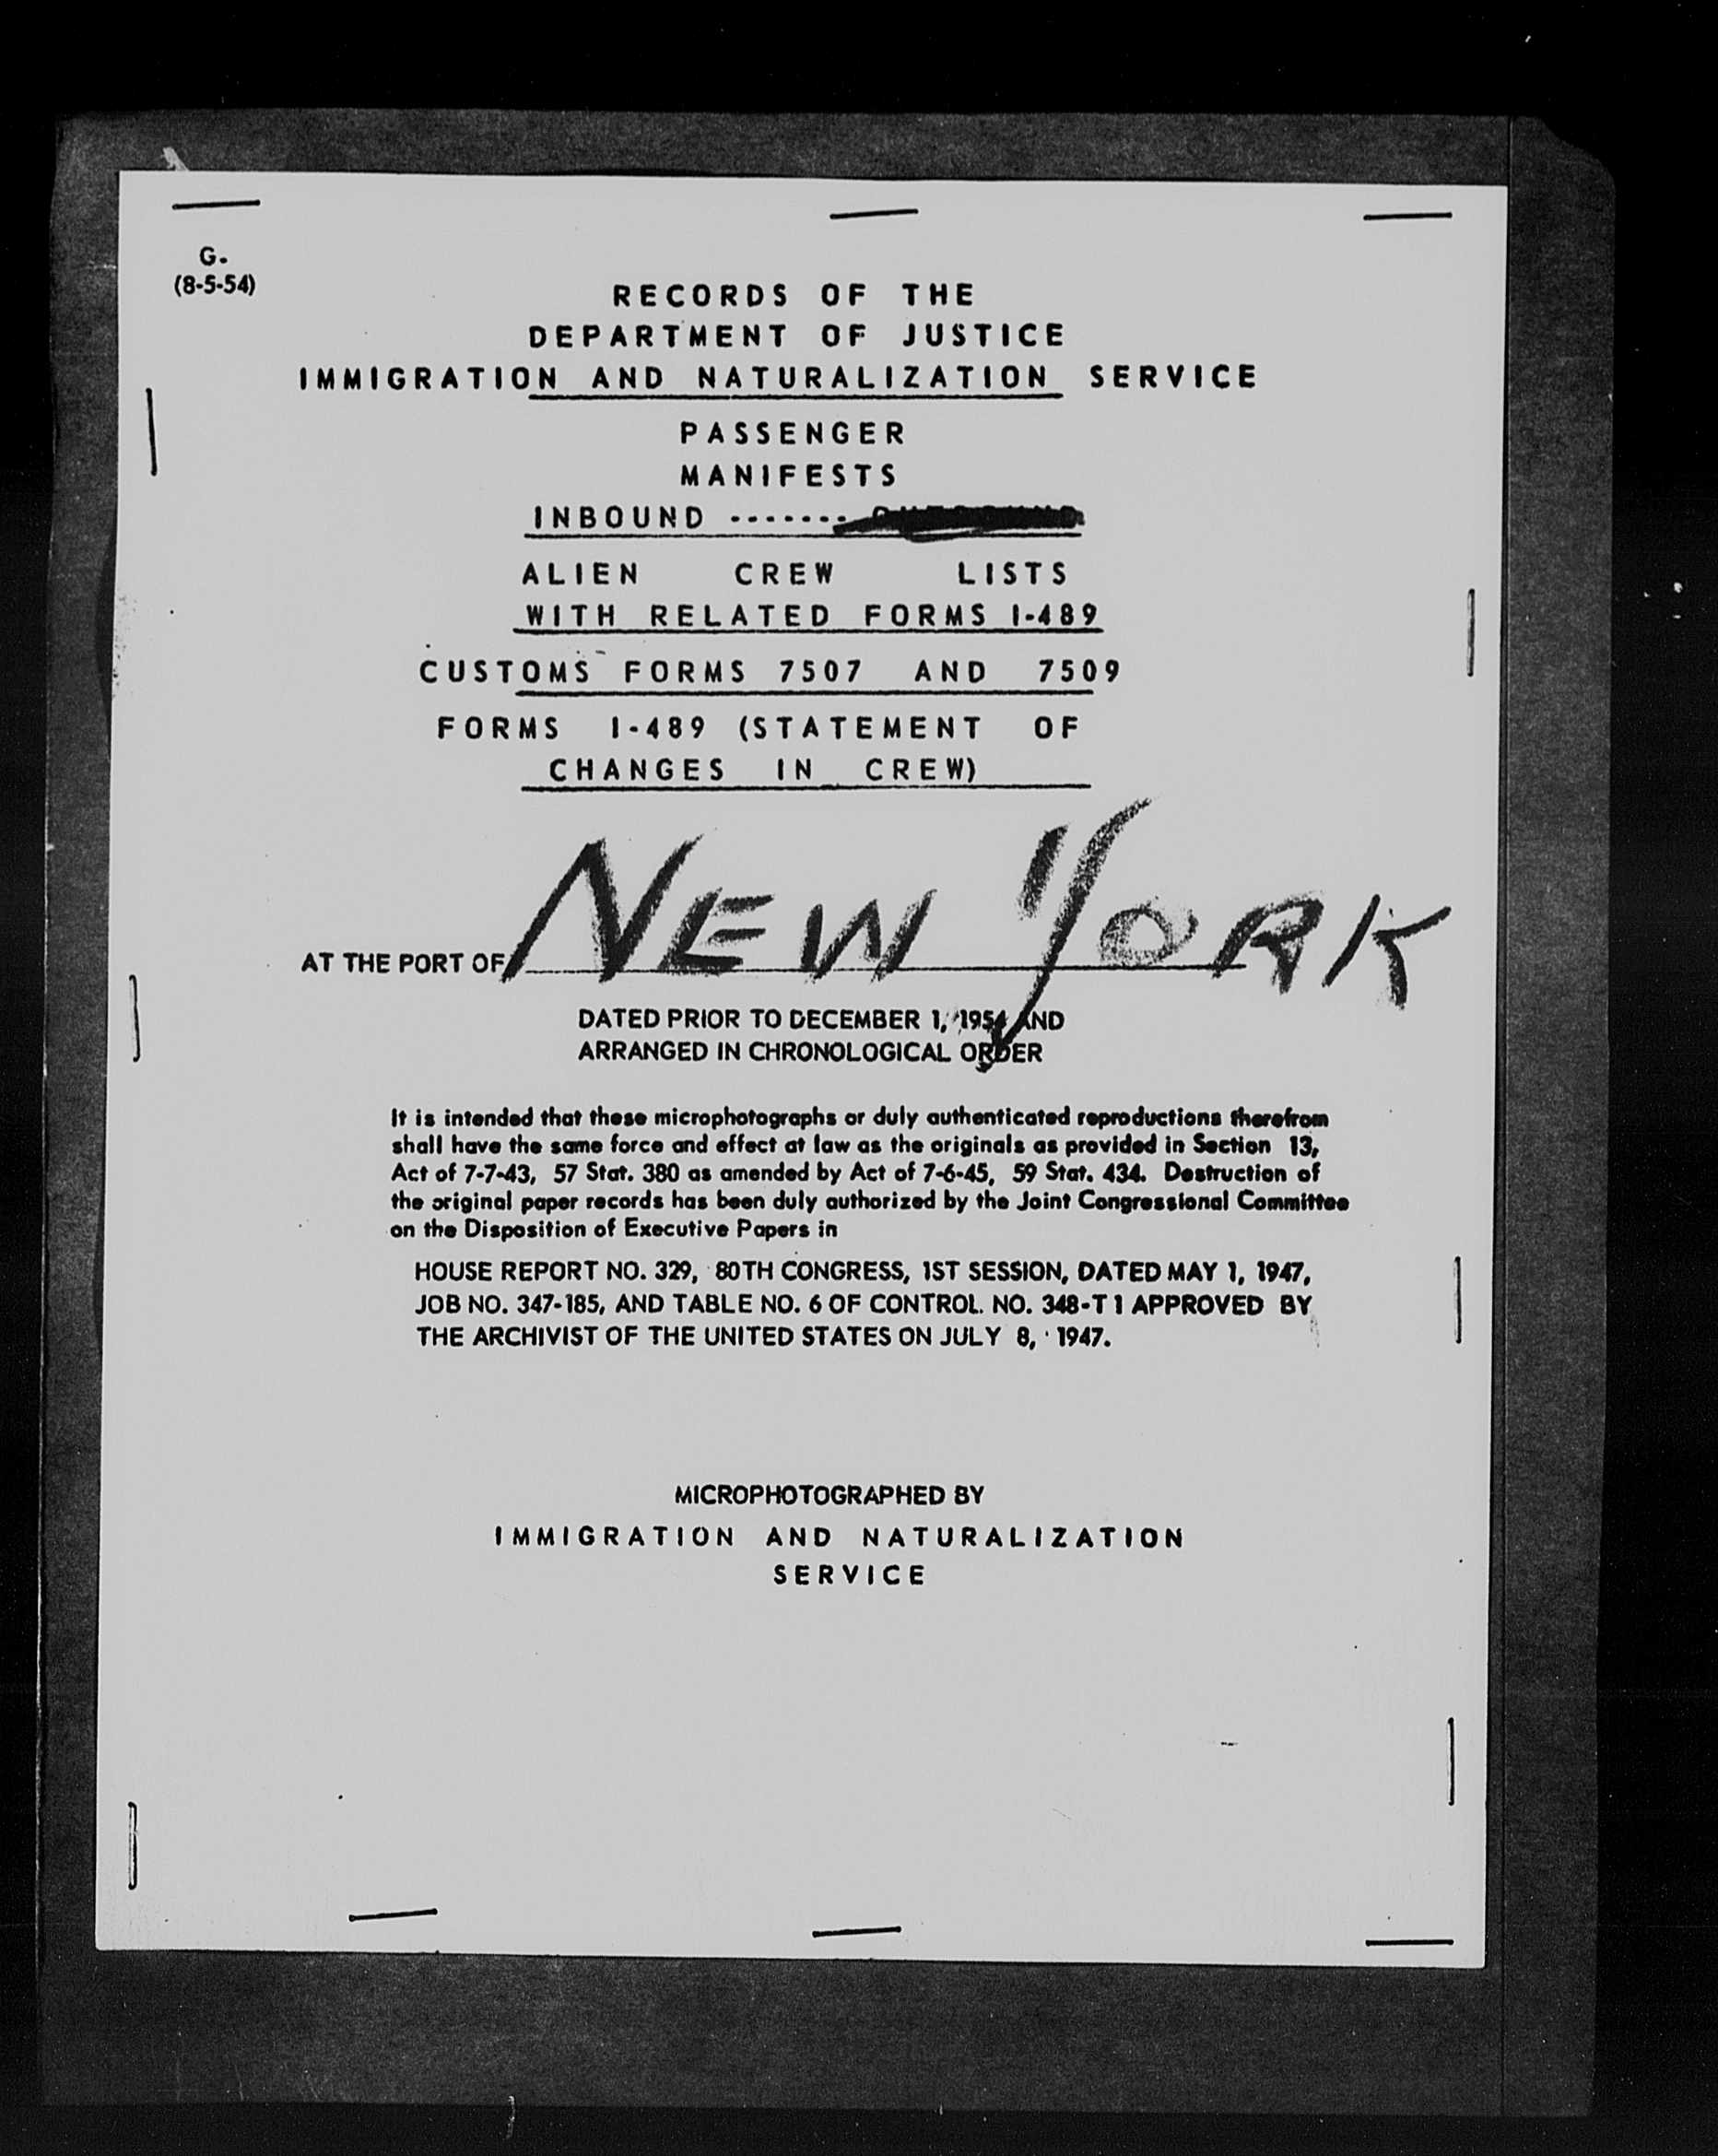 G.
(8-5-54)
RECORDS OF THE
DEPARTMENT OF JUSTICE
IMMIGRATION AND NATURALIZATION SERVICE
PASSENGER
MANIFESTS
INBOUND -------
ALIEN CREW LISTS
WITH RELATED FORMS I-489
CUSTOMS FORMS 7507 AND 7509
FORMS I-489 (STATEMENT OF
CHANGES IN CREW)
AT THE PORT OF NEW YORK
DATED PRIOR TO DECEMBER 1, 1954 AND
ARRANGED IN CHRONOLOGICAL ORDER
It is intended that these microphotographs or duly authenticated reproductions therefrom
shall have the same force and effect at law as the originals as provided in Section 13,
Act of 7-7-43, 57 Stat. 380 as amended by Act of 7-6-45, 59 Stat. 434. Destruction of
the original paper records has been duly authorized by the Joint Congressional Committee
on the Disposition of Executive Papers in
HOUSE REPORT NO. 329, 80TH CONGRESS, 1ST SESSION, DATED MAY 1, 1947,
JOB NO. 347-185, AND TABLE NO. 6 OF CONTROL NO. 348-T1 APPROVED BY
THE ARCHIVIST OF THE UNITED STATES ON JULY 8, 1947.
MICROPHOTOGRAPHED BY
IMMIGRATION AND NATURALIZATION
SERVICE